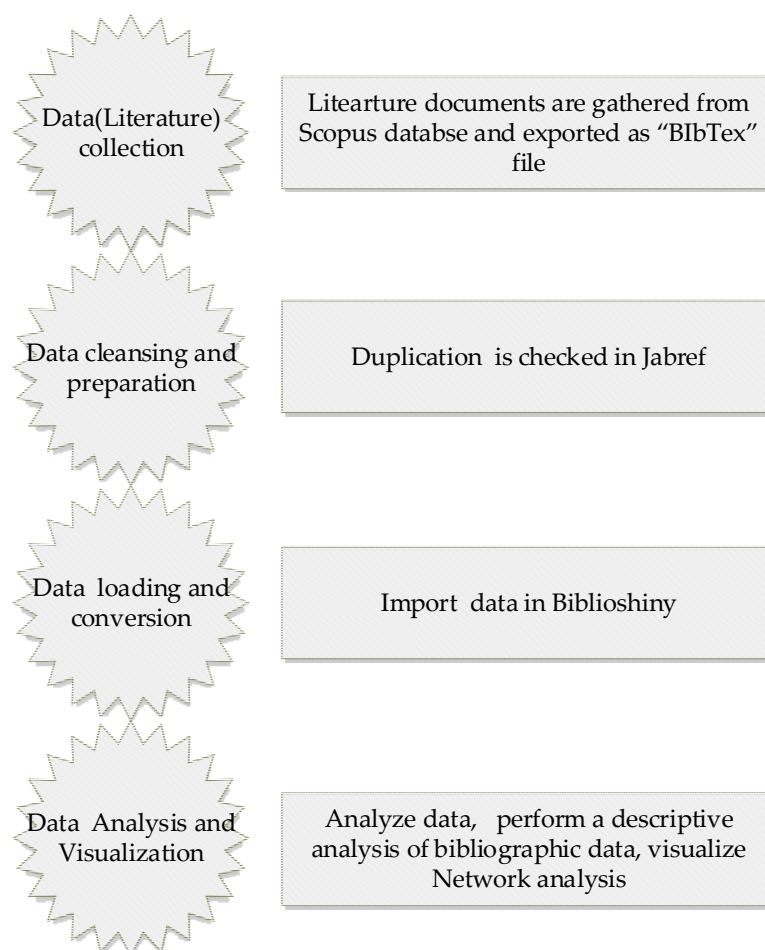 Data(Literature)
collection
Litearture documents are gathered from
Scopus databse and exported as “BIbTex”
file
Data cleansing and
preparation
Duplication is checked in Jabref
Data loading and
conversion
Import data in Biblioshiny
Data Analysis and
Visualization
Analyze data, perform a descriptive
analysis of bibliographic data, visualize
Network analysis